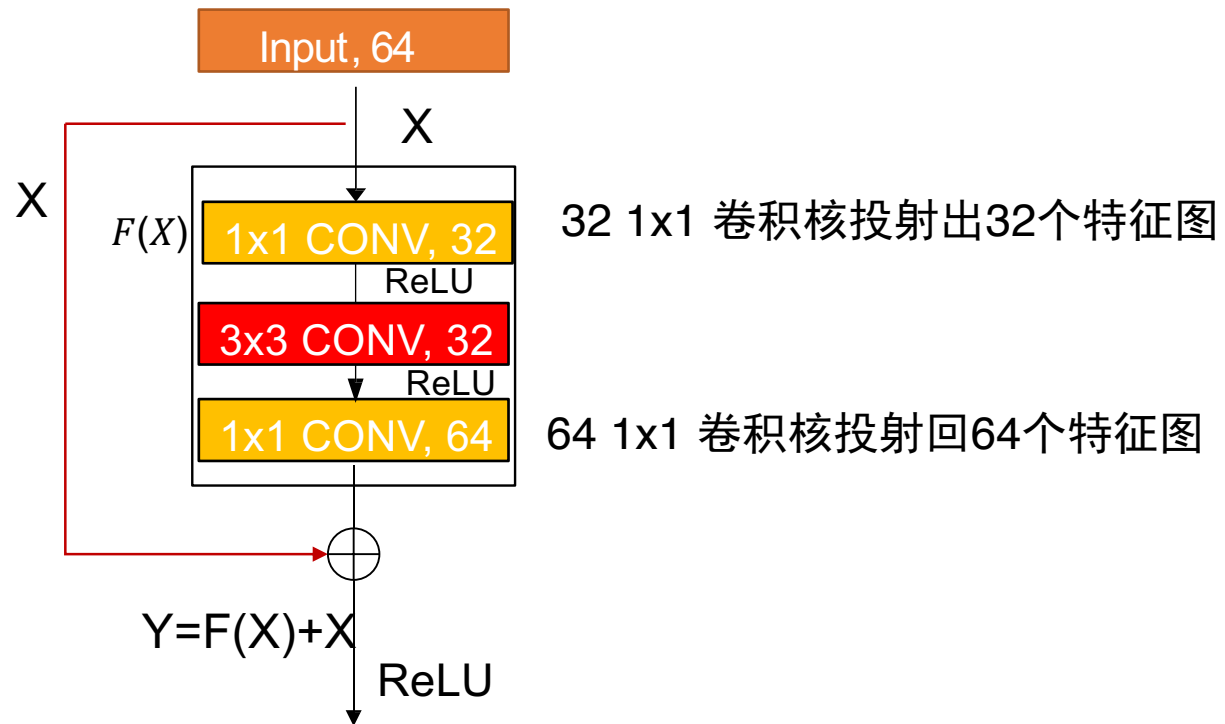 Input, 64
X
X
F(X)
1x1 CONV, 32
32 1x1 卷积核投射出32个特征图
ReLU
3x3 CONV, 32
ReLU
1x1 CONV, 64
64 1x1 卷积核投射回64个特征图
Y=F(X)+X
ReLU